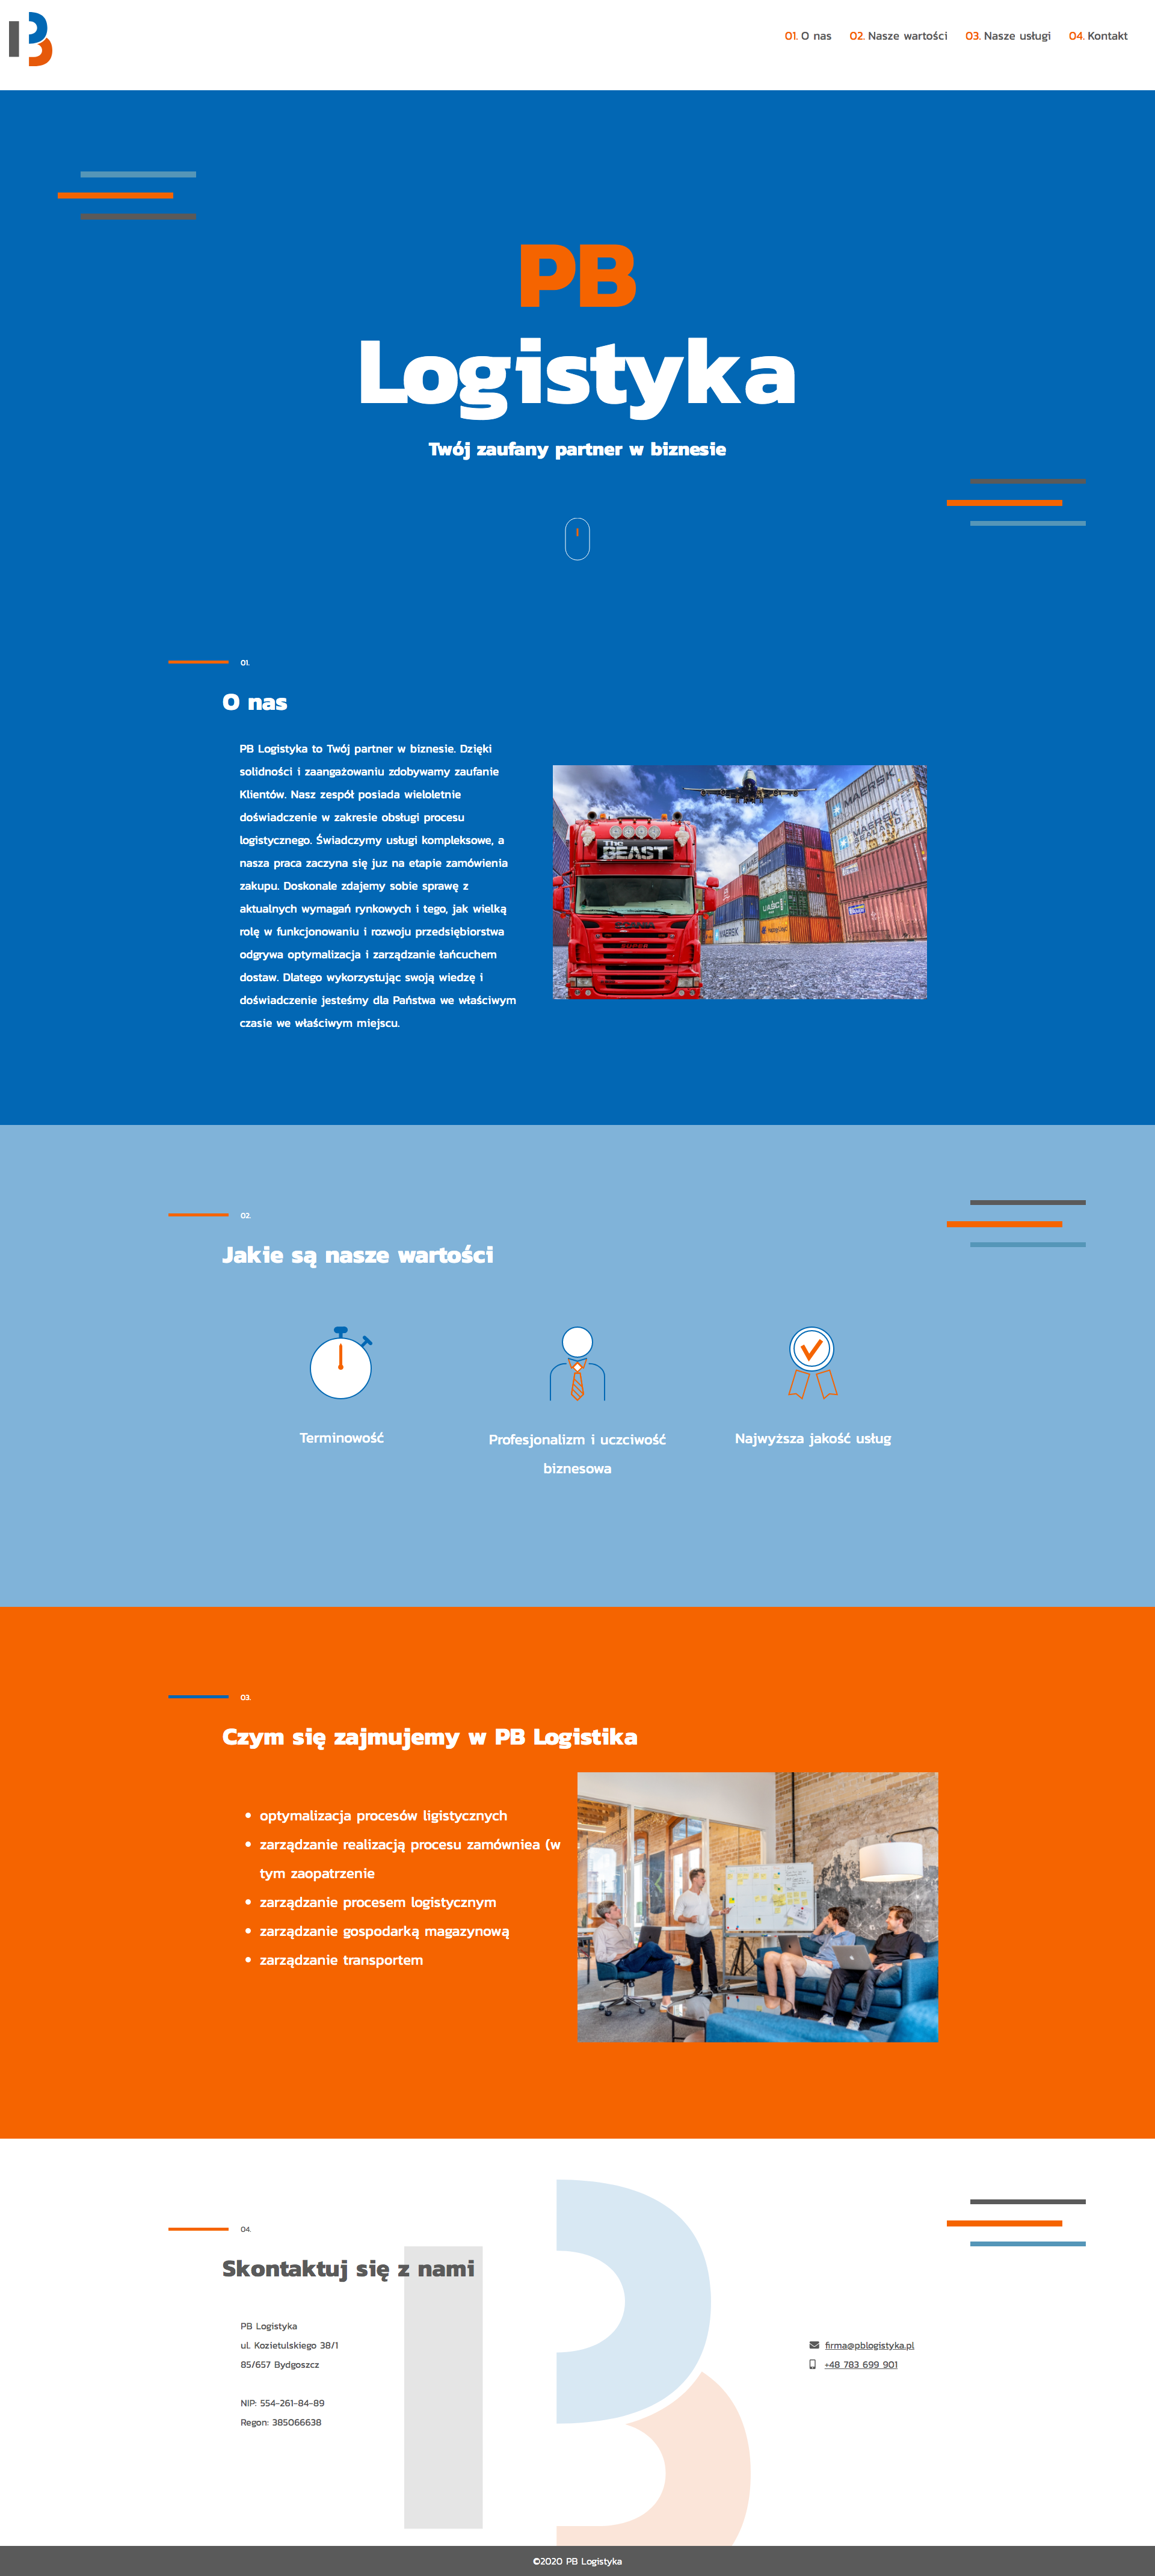 01. O nas 02. Nasze wartości 03. Nasze usługi 04. Kontakt
PB
Logistyka
Twój zaufany partner w biznesie
01.
O nas
PB Logistyka to Twój partner w biznesie. Dzięki
solidności i zaangażowaniu zdobywamy zaufanie
Klientów. Nasz zespół posiada wieloletnie
doświadczenie w zakresie obsługi procesu
logistycznego. Świadczymy usługi kompleksowe, a
nasza praca zaczyna się juz na etapie zamówienia
zakupu. Doskonale zdajemy sobie sprawę z
aktualnych wymagań rynkowych i tego, jak wielką
rolę w funkcjonowaniu i rozwoju przedsiębiorstwa
odgrywa optymalizacja i zarządzanie łańcuchem
dostaw. Dlatego wykorzystując swoją wiedzę i
doświadczenie jesteśmy dla Państwa we właściwym
czasie we właściwym miejscu.
The
BEAST
SCANIA
MAERSK
MAERSK
MAERSK
02.
Jakie są nasze wartości
Terminowość
Profesjonalizm i uczciwość
biznesowa
Najwyższa jakość usług
03.
Czym się zajmujemy w PB Logistika
optymalizacja procesów ligistycznych
zarządzanie realizacją procesu zamówniea (w
tym zaopatrzenie
zarządzanie procesem logistycznym
zarządzanie gospodarką magazynową
zarządzanie transportem
04.
Skontaktuj się z nami
PB Logistyka
ul. Kozietulskiego 38/1
85/657 Bydgoszcz
NIP: 554-261-84-89
Regon: 385066638
firma@pblogistyka.pl
+48 783 699 901
©2020 PB Logistyka